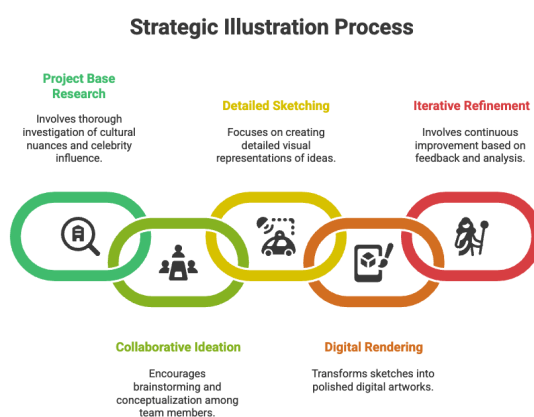 Strategic Illustration Process
Project Base
Research
Involves thorough
investigation of cultural
nuances and celebrity
influence.
Detailed Sketching
Focuses on creating
detailed visual
representations of ideas.
Iterative Refinement
Involves continuous
improvement based on
feedback and analysis.
Collaborative Ideation
Encourages
brainstorming and
conceptualization among
team members.
Digital Rendering
Transforms sketches into
polished digital artworks.